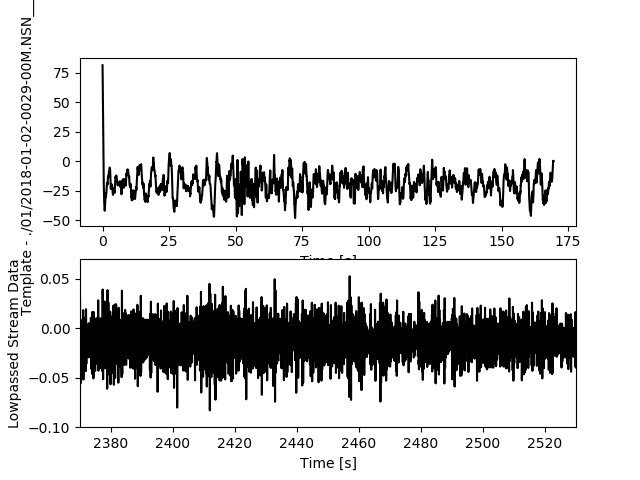 Template - ./01/2018-01-02-0029-00M.NSN__
75
50
25
0
−25
−50
0 25 50 75 100 125 150 175
Time [s]
Lowpassed Stream Data
0.05
0.00
−0.05
−0.10
2380 2400 2420 2440 2460 2480 2500 2520
Time [s]